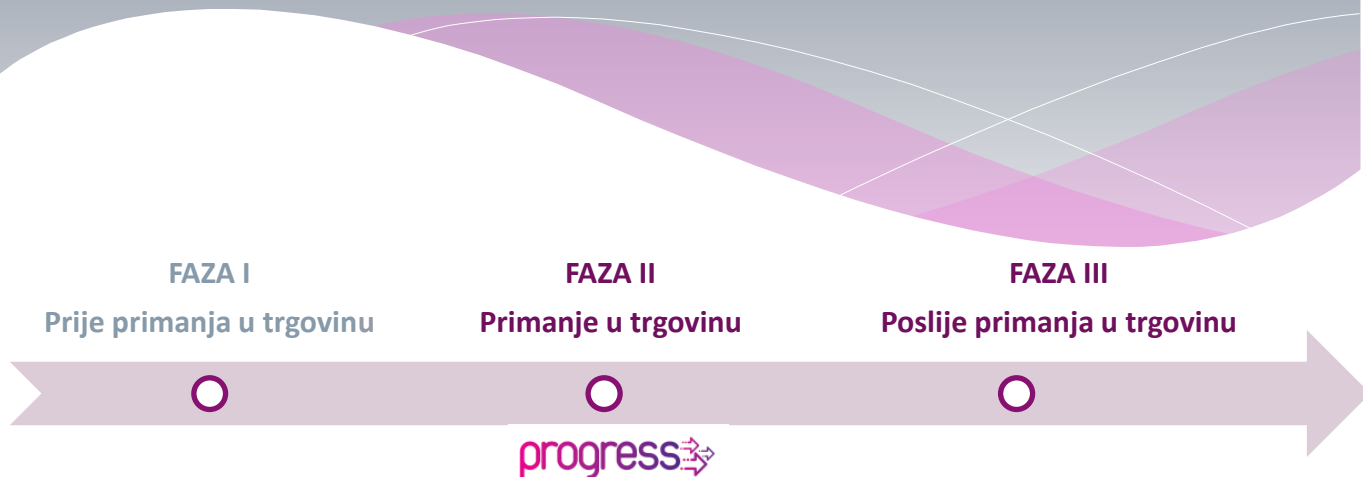 FAZA I
Prije primanja u trgovinu
FAZA II
Primanje u trgovinu
FAZA III
Poslije primanja u trgovinu
progress